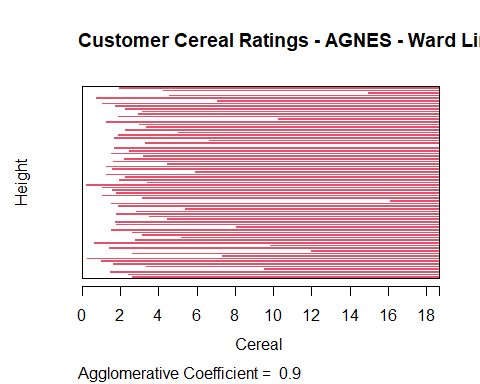 Customer Cereal Ratings - AGNES - Ward Li
Height
0 2 4 6 8 10 12 14 16 18
Cereal
Agglomerative Coefficient = 0.9